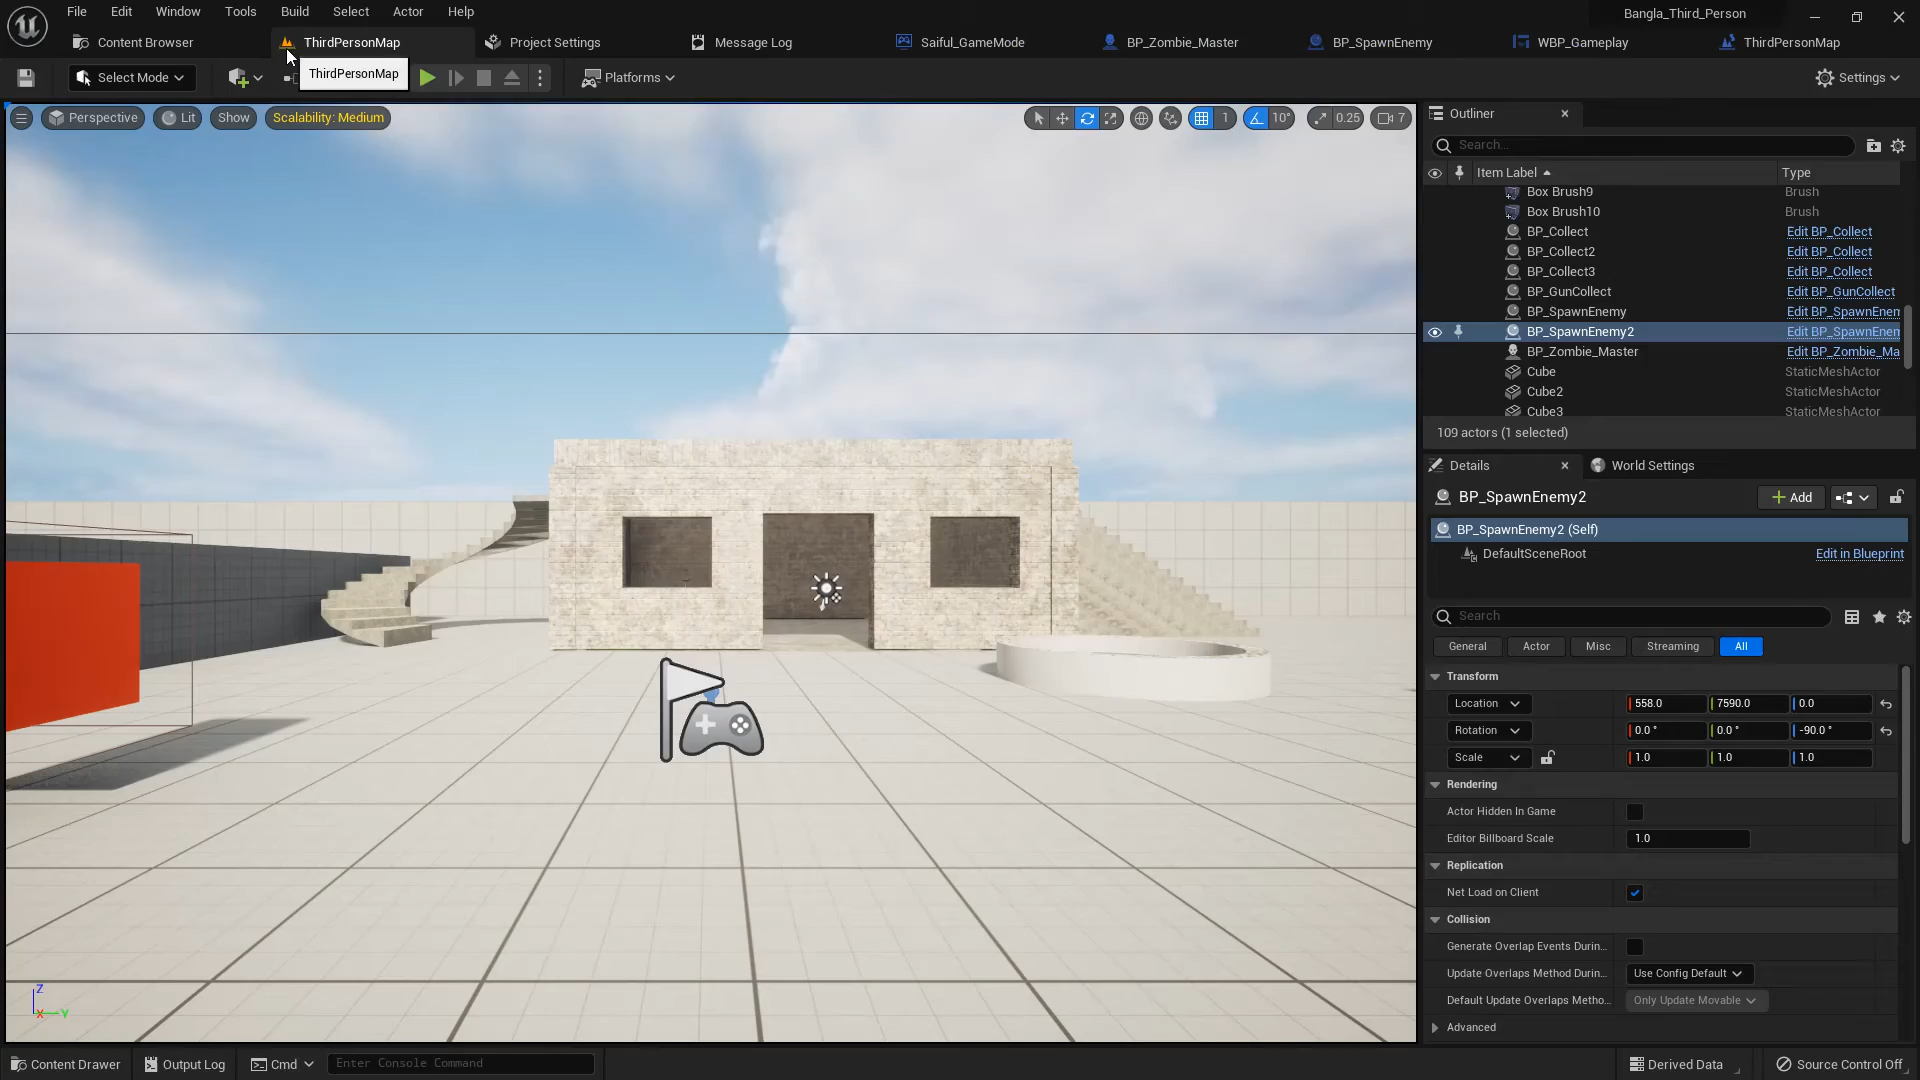 File Edit Window Tools Build Select Actor Help
Bangla_Third_Person
Content Browser
ThirdPersonMap
Project Settings
Message Log
Saiful_GameMode
BP_Zombie_Master
BP_SpawnEnemy
WBP_Gameplay
ThirdPersonMap
Select Mode
ThirdPersonMap
Platforms
Settings
Perspective
Lit
Show
Scalability: Medium
1
10°
0.25
7
Outliner
Search...
Item Label
Type
Box Brush9 Brush
Box Brush10 Brush
BP_Collect Edit BP_Collect
BP_Collect2 Edit BP_Collect
BP_Collect3 Edit BP_Collect
BP_GunCollect Edit BP_GunCollect
BP_SpawnEnemy Edit BP_SpawnEnem
BP_SpawnEnemy2 Edit BP_SpawnEnem
BP_Zombie_Master Edit BP_Zombie_Ma
Cube StaticMeshActor
Cube2 StaticMeshActor
Cube3 StaticMeshActor
109 actors (1 selected)
Details
World Settings
BP_SpawnEnemy2
Add
BP_SpawnEnemy2 (Self)
DefaultSceneRoot Edit in Blueprint
Search
General Actor Misc Streaming All
Transform
Location 558.0 7590.0 0.0
Rotation 0.0 ° 0.0 ° -90.0 °
Scale 1.0 1.0 1.0
Rendering
Actor Hidden In Game
Editor Billboard Scale 1.0
Replication
Net Load on Client
Collision
Generate Overlap Events Durin...
Update Overlaps Method Durin... Use Config Default
Default Update Overlaps Metho... Only Update Movable
Advanced
Z
X Y
Content Drawer
Output Log
Cmd
Enter Console Command
Derived Data
Source Control Off